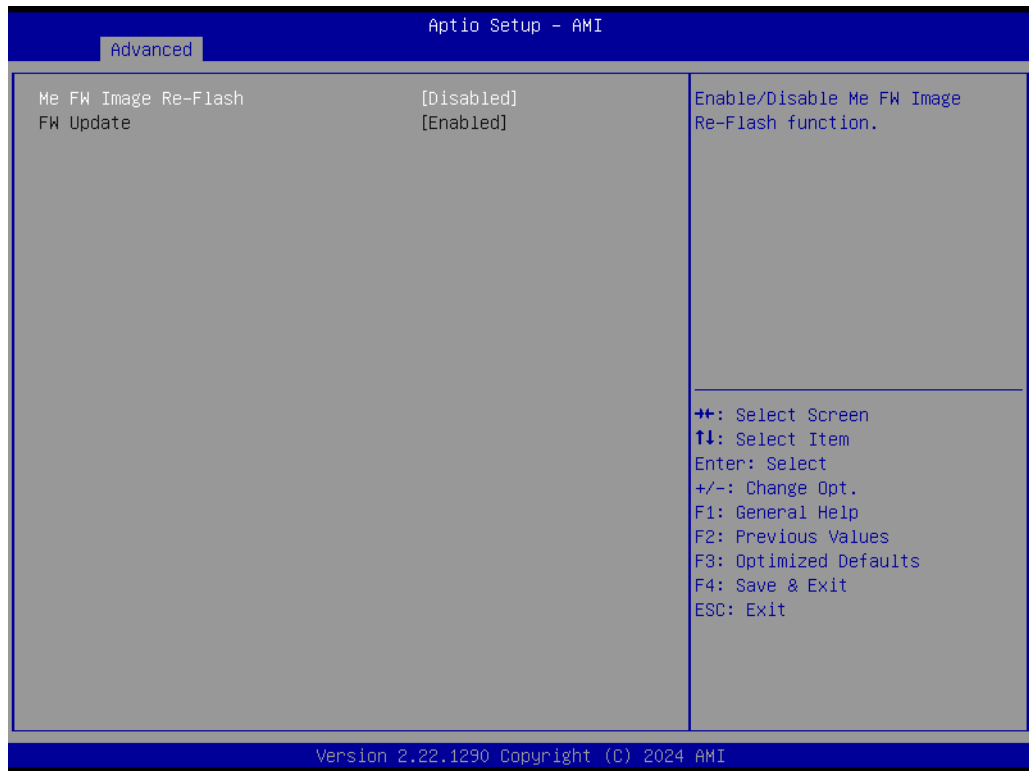 Aptio Setup – AMI
Advanced
Me FW Image Re-Flash [Disabled]
FW Update [Enabled]
Enable/Disable Me FW Image
Re-Flash function.
→←: Select Screen
↑↓: Select Item
Enter: Select
+/-: Change Opt.
F1: General Help
F2: Previous Values
F3: Optimized Defaults
F4: Save & Exit
ESC: Exit
Version 2.22.1290 Copyright (C) 2024 AMI